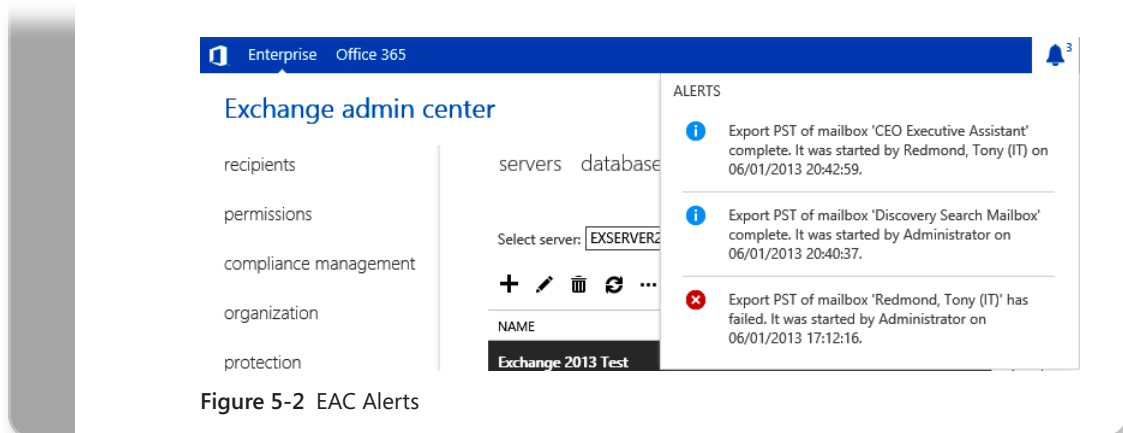 Enterprise Office 365
3
Exchange admin center
recipients
permissions
compliance management
organization
protection
servers database
Select server: EXSERVER2
NAME
Exchange 2013 Test
ALERTS
Export PST of mailbox 'CEO Executive Assistant'
complete. It was started by Redmond, Tony (IT) on
06/01/2013 20:42:59.
Export PST of mailbox 'Discovery Search Mailbox'
complete. It was started by Administrator on
06/01/2013 20:40:37.
Export PST of mailbox 'Redmond, Tony (IT)' has
failed. It was started by Administrator on
06/01/2013 17:12:16.
Figure 5-2 EAC Alerts